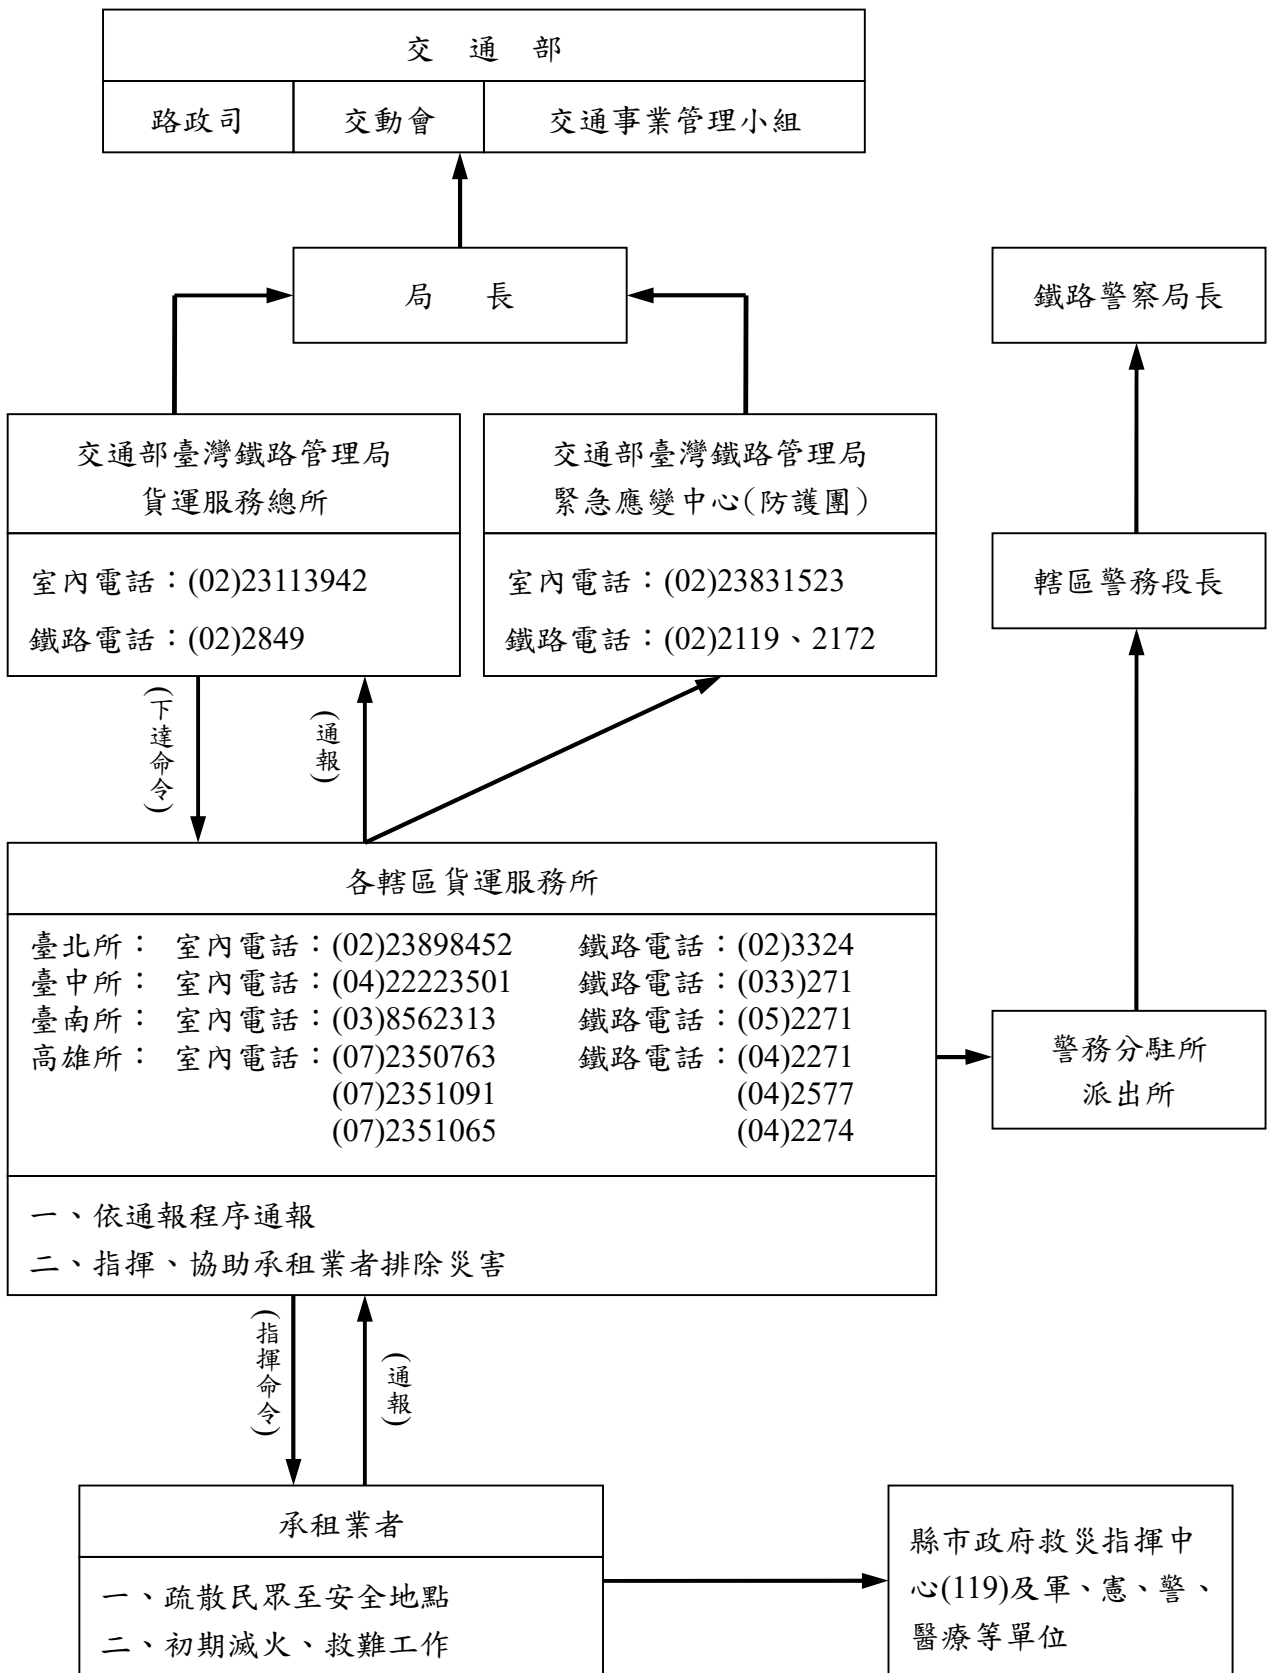 交通部
路政司 交動會 交通事業管理小組
局長
鐵路警察局長
交通部臺灣鐵路管理局
貨運服務總所
室內電話：(02)23113942
鐵路電話：(02)2849
交通部臺灣鐵路管理局
緊急應變中心(防護團)
室內電話：(02)23831523
鐵路電話：(02)2119、2172
轄區警務段長
(下達命令)
(通報)
各轄區貨運服務所
臺北所： 室內電話：(02)23898452 鐵路電話：(02)3324
臺中所： 室內電話：(04)22223501 鐵路電話：(033)271
臺南所： 室內電話：(03)8562313 鐵路電話：(05)2271
高雄所： 室內電話：(07)2350763 鐵路電話：(04)2271
(07)2351091 (04)2577
(07)2351065 (04)2274
一、依通報程序通報
二、指揮、協助承租業者排除災害
警務分駐所
派出所
(指揮命令)
(通報)
承租業者
一、疏散民眾至安全地點
二、初期滅火、救難工作
縣市政府救災指揮中
心(119)及軍、憲、警、
醫療等單位